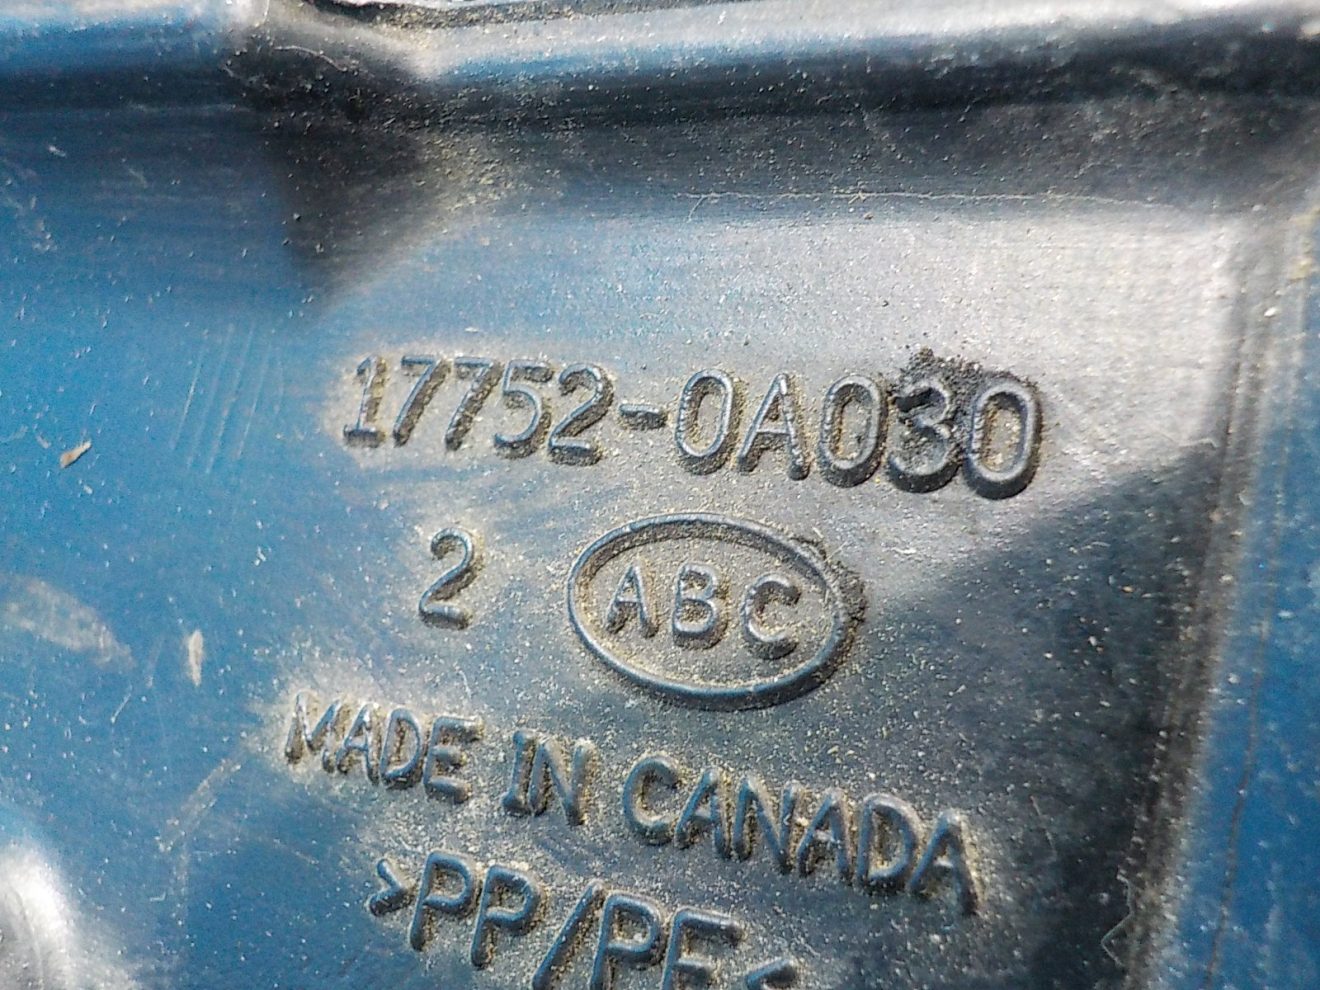 17752-0A030
2 ABC
MADE IN CANADA
>PP/PE<